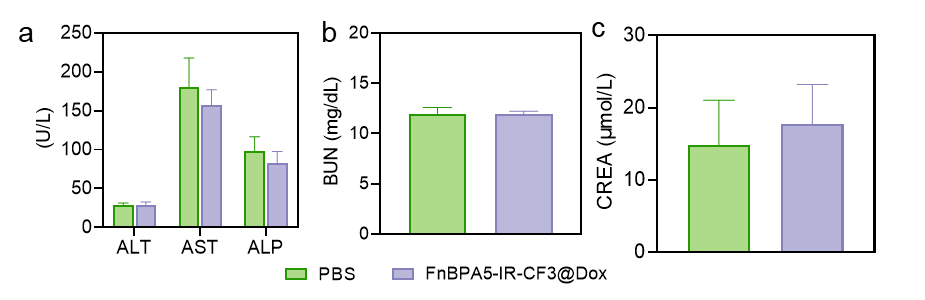 a
250
200
150
100
50
0
(U/L)
ALT AST ALP
b
20
15
10
5
0
BUN (mg/dL)
c
30
20
10
0
CREA (μmol/L)
PBS FnBPA5-IR-CF3@Dox